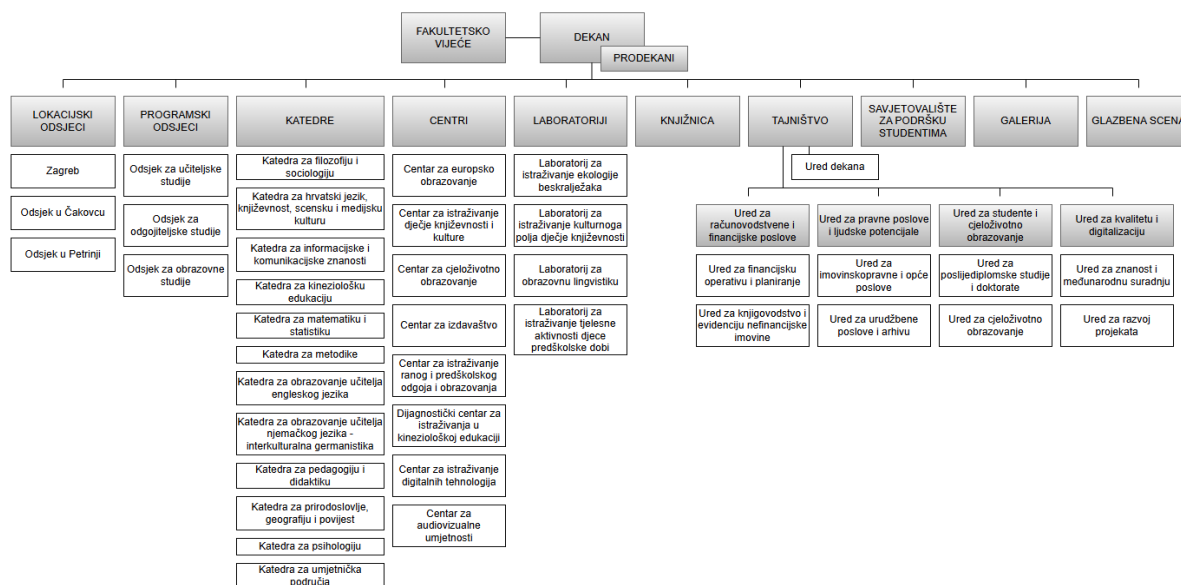 FAKULTETSKO
VIJEĆE
DEKAN
PRODEKANI
LOKACIJSKI
ODSJECI
Zagreb
Odsjek u Čakovcu
Odsjek u Petrinji
PROGRAMSKI
ODSJECI
Odsjek za učiteljske
studije
Odsjek za
odgojiteljske studije
Odsjek za obrazovne
studije
KATEDRE
Katedra za filozofiju i
sociologiju
Katedra za hrvatski jezik,
književnost, scensku i medijsku
kulturu
Katedra za informacijske i
komunikacijske znanosti
Katedra za kineziološku
edukaciju
Katedra za matematiku i
statistiku
Katedra za metodike
Katedra za obrazovanje učitelja
engleskog jezika
Katedra za obrazovanje učitelja
njemačkog jezika -
interkulturalna germanistika
Katedra za pedagogiju i
didaktiku
Katedra za prirodoslovlje,
geografiju i povijest
Katedra za psihologiju
Katedra za umjetnička
područja
CENTRI
Centar za europsko
obrazovanje
Centar za istraživanje
dječje književnosti i
kulture
Centar za cjeloživotno
obrazovanje
Centar za izdavaštvo
Centar za istraživanje
ranog i predškolskog
odgoja i obrazovanja
Dijagnostički centar za
istraživanja u
kineziološkoj edukaciji
Centar za istraživanje
digitalnih tehnologija
Centar za
audiovizualne
umjetnosti
LABORATORIJI
Laboratorij za
istraživanje ekologije
beskralježaka
Laboratorij za
istraživanje kulturnoga
polja dječje književnosti
Laboratorij za
obrazovnu lingvistiku
Laboratorij za
istraživanje tjelesne
aktivnosti djece
predškolske dobi
KNJIŽNICA
TAJNIŠTVO
SAVJETOVALIŠTE
ZA PODRŠKU
STUDENTIMA
GALERIJA
GLAZBENA SCENA
Ured dekana
Ured za
računovodstvene i
financijske poslove
Ured za financijsku
operativu i planiranje
Ured za knjigovodstvo i
evidenciju nefinancijske
imovine
Ured za pravne poslove
i ljudske potencijale
Ured za
imovinskopravne i opće
poslove
Ured za urudžbene
poslove i arhivu
Ured za studente i
cjeloživotno
obrazovanje
Ured za
poslijediplomske studije
i doktorate
Ured za cjeloživotno
obrazovanje
Ured za kvalitetu i
digitalizaciju
Ured za znanost i
međunarodnu suradnju
Ured za razvoj
projekata